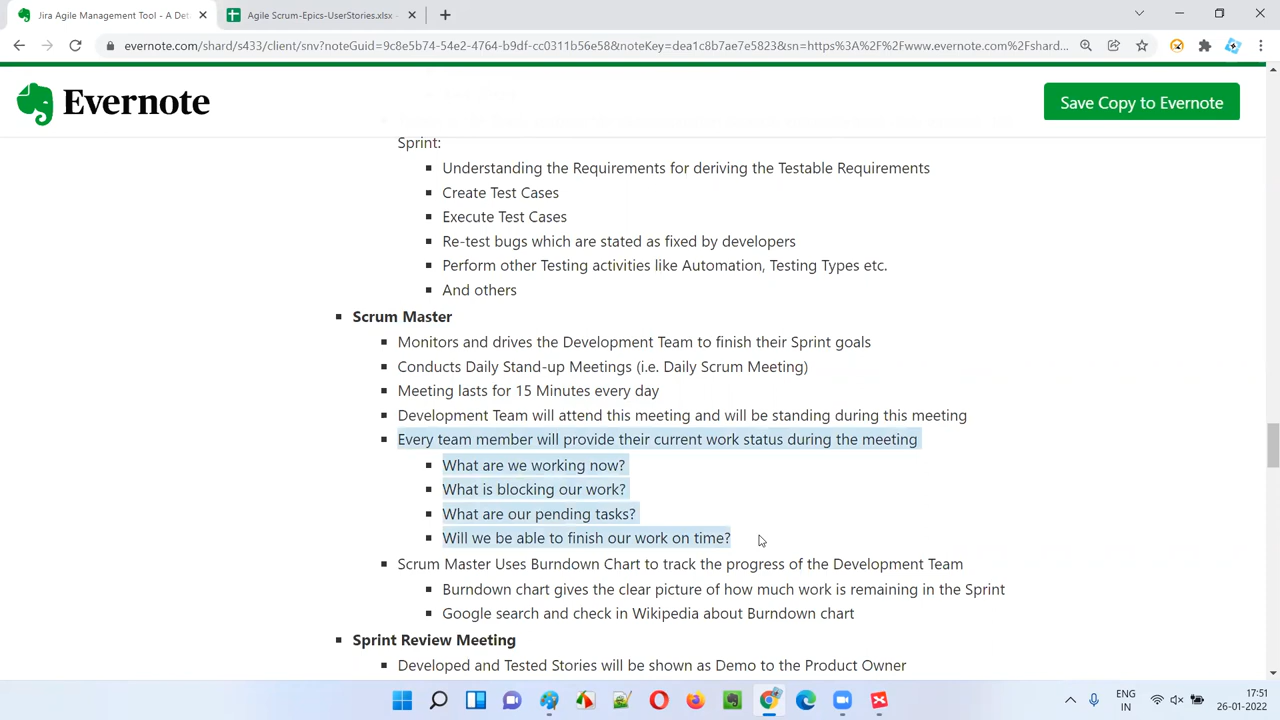 Jira Agile Management Tool - A Det
Agile Scrum-Epics-UserStories.xlsx -
evernote.com/shard/s433/client/snv?noteGuid=9c8e5b74-54e2-4764-b9df-cc0311b56e58&noteKey=dea1c8b7ae7e5823&sn=https%3A%2F%2Fwww.evernote.com%2Fshard...
Evernote
Save Copy to Evernote
Sprint:
Understanding the Requirements for deriving the Testable Requirements
Create Test Cases
Execute Test Cases
Re-test bugs which are stated as fixed by developers
Perform other Testing activities like Automation, Testing Types etc.
And others
Scrum Master
Monitors and drives the Development Team to finish their Sprint goals
Conducts Daily Stand-up Meetings (i.e. Daily Scrum Meeting)
Meeting lasts for 15 Minutes every day
Development Team will attend this meeting and will be standing during this meeting
Every team member will provide their current work status during the meeting
What are we working now?
What is blocking our work?
What are our pending tasks?
Will we be able to finish our work on time?
Scrum Master Uses Burndown Chart to track the progress of the Development Team
Burndown chart gives the clear picture of how much work is remaining in the Sprint
Google search and check in Wikipedia about Burndown chart
Sprint Review Meeting
Developed and Tested Stories will be shown as Demo to the Product Owner
ENG
IN
17:51
26-01-2022